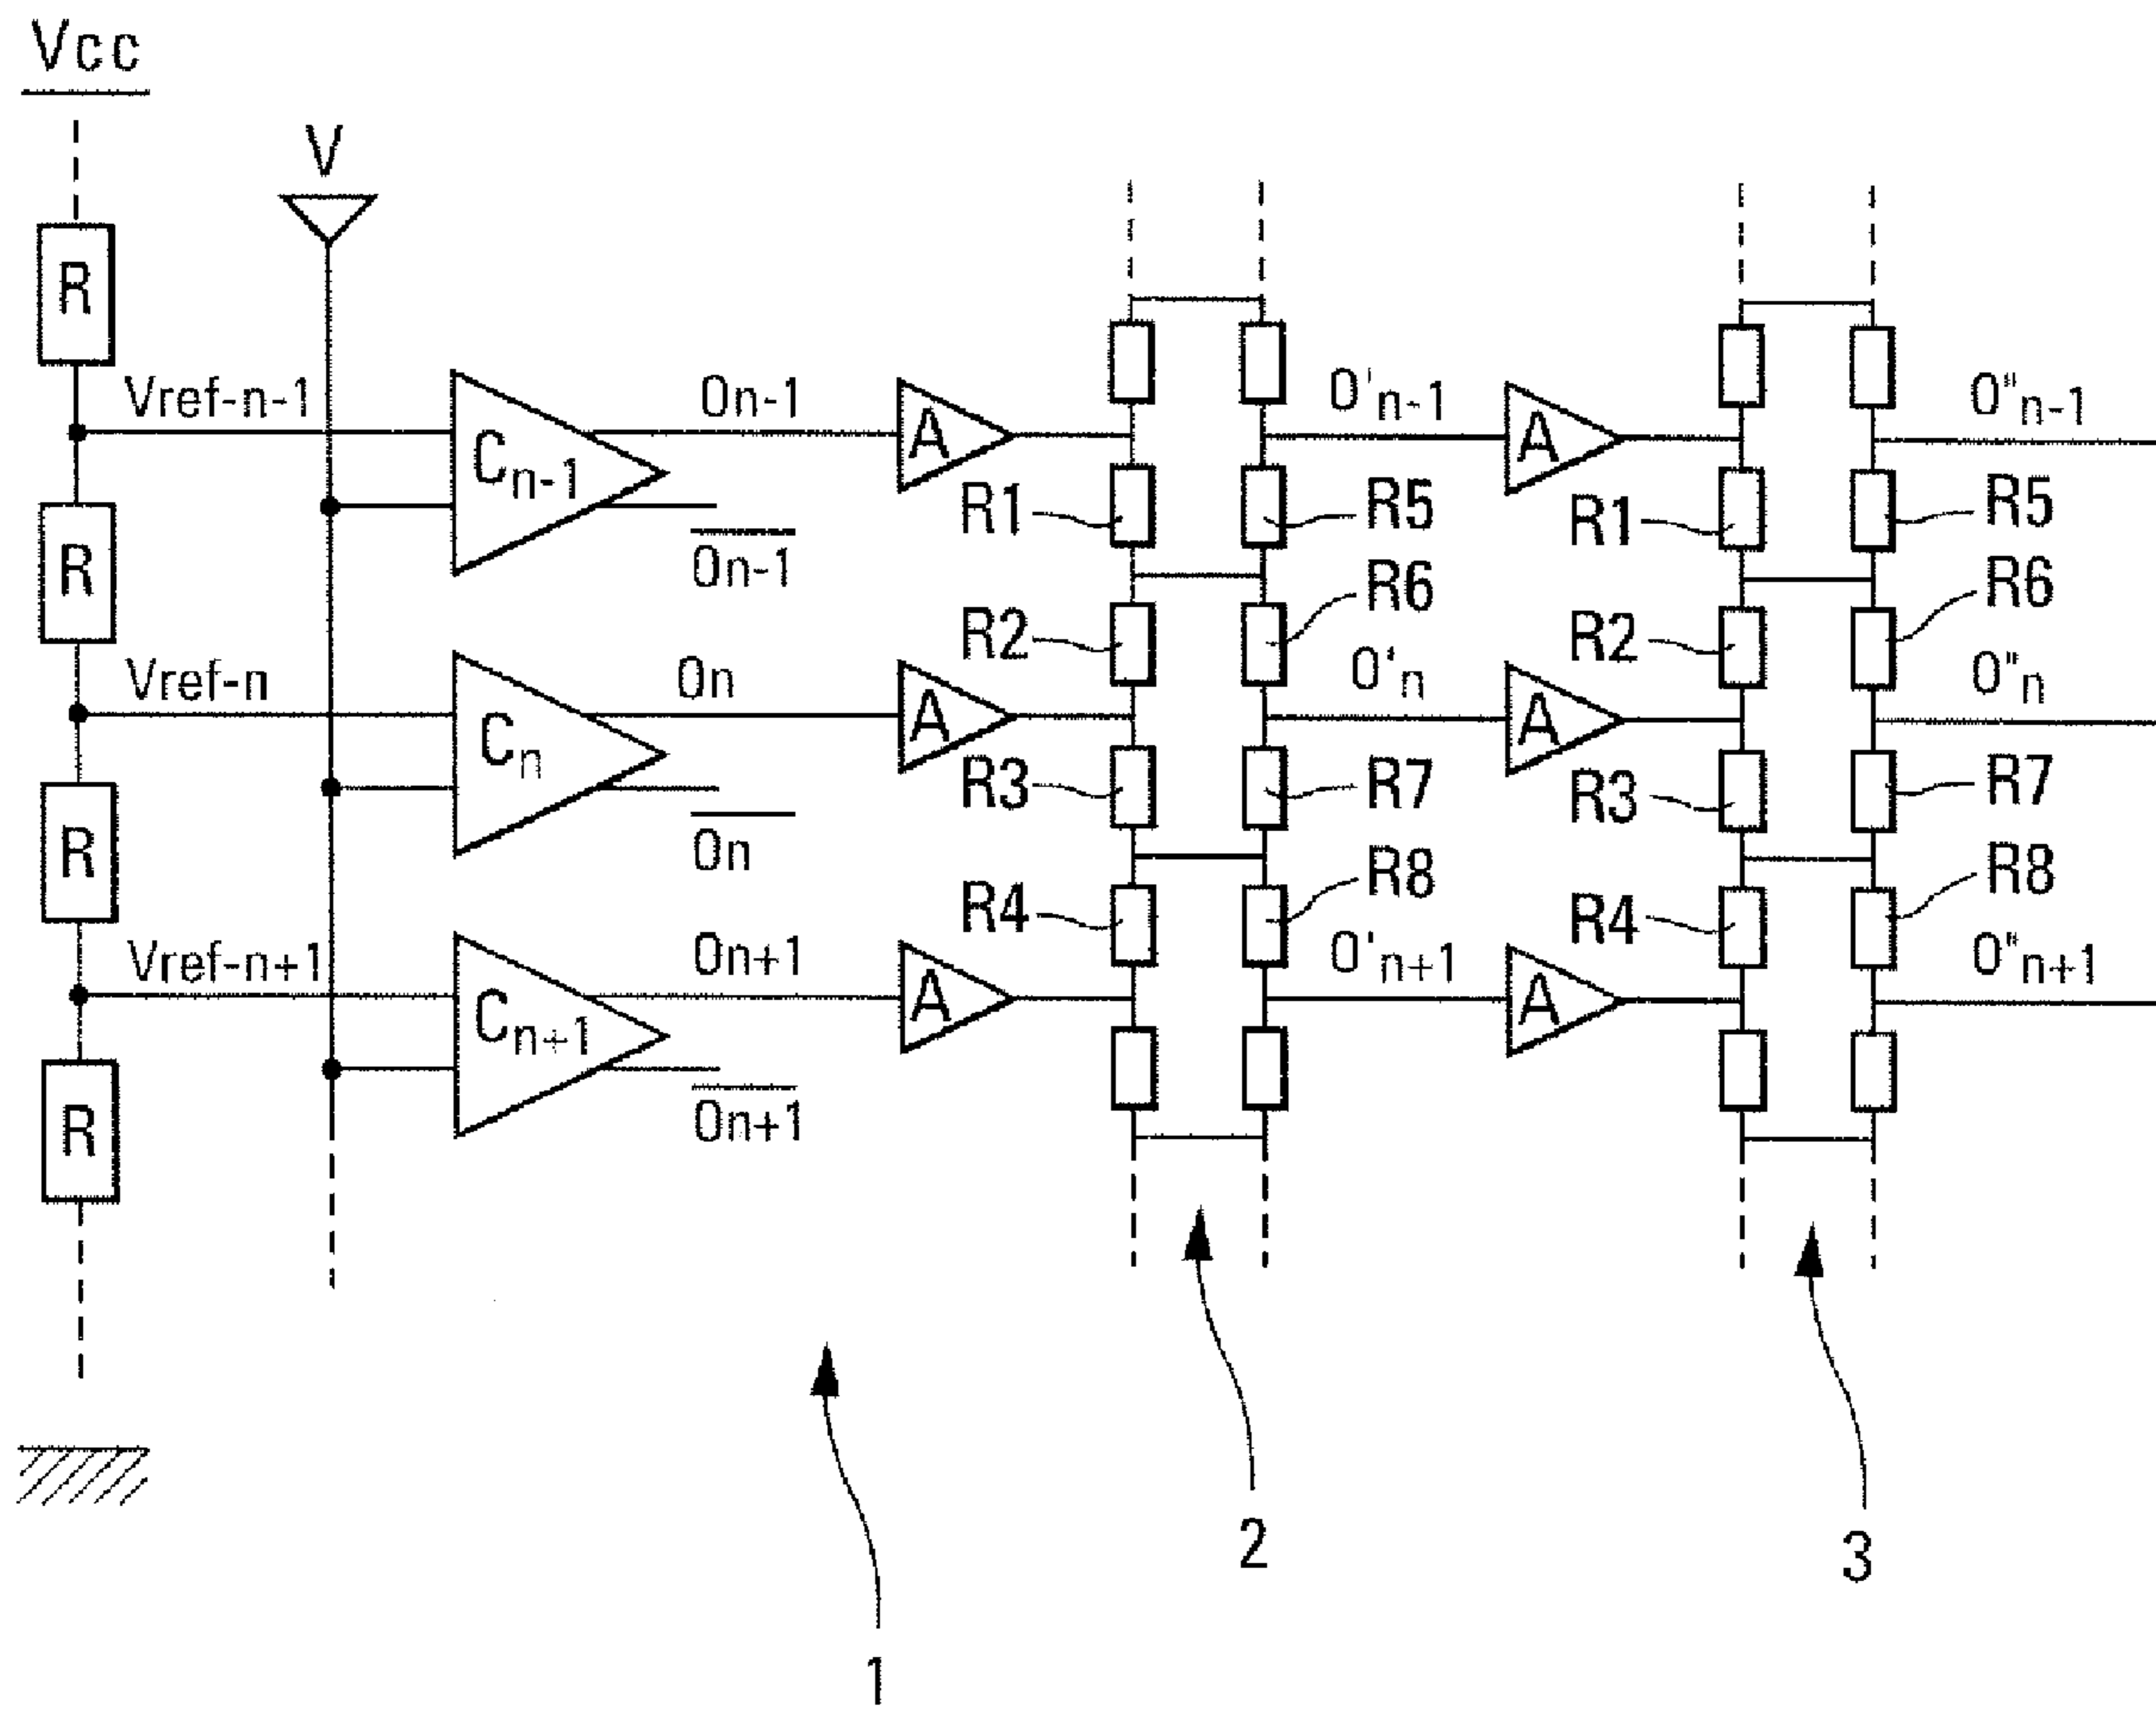 Vcc
V
R
Vref-n-1
Cn-1
On-1
On-1
A
O'n-1
A
O"n-1
R1
R5
R1
R5
R
R2
R6
R2
R6
Vref-n
Cn
On
On
A
O'n
A
O"n
R3
R7
R3
R7
R
R4
R8
R4
R8
Vref-n+1
Cn+1
On+1
On+1
A
O'n+1
A
O"n+1
R
1
2
3